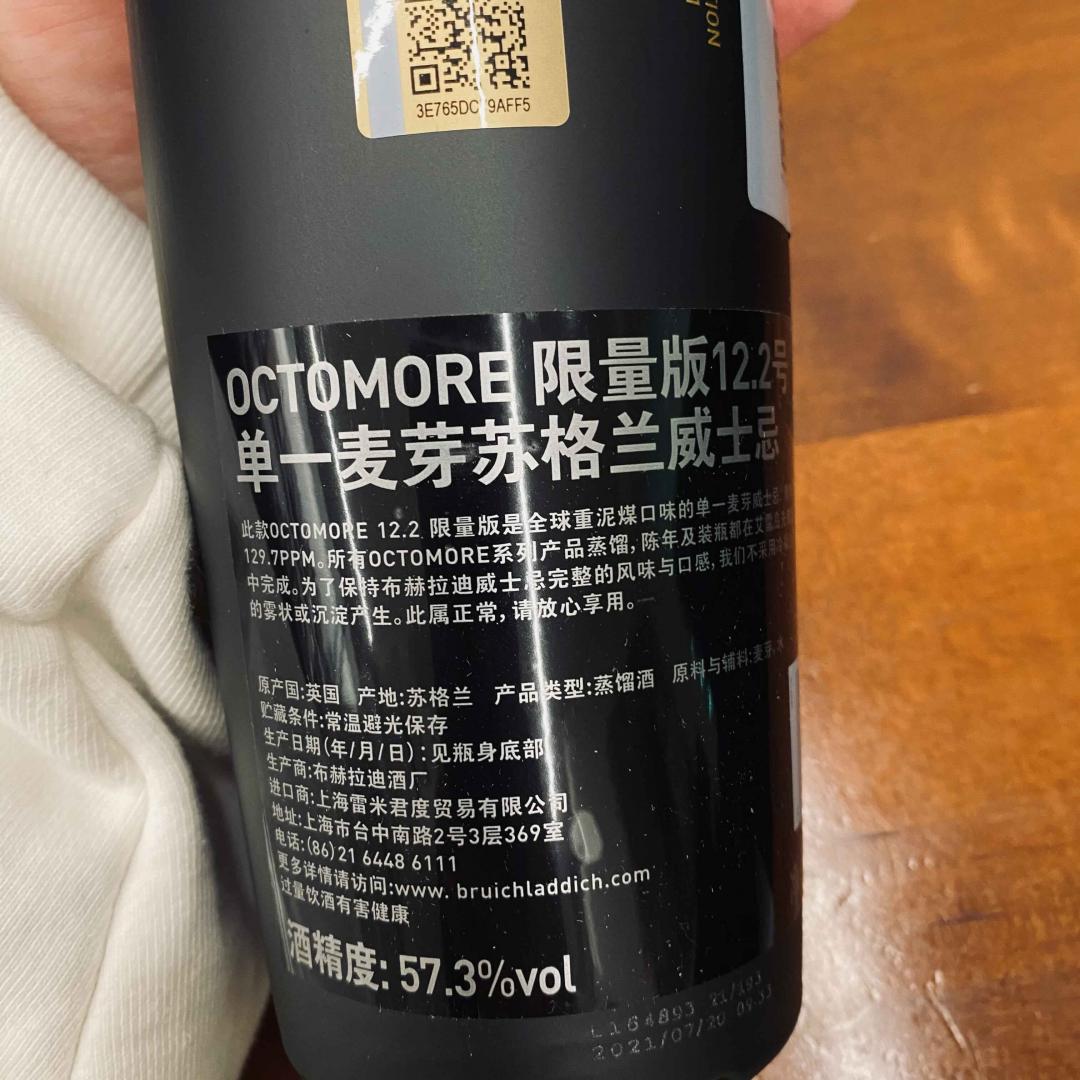 TION
OCTOMORE 限量版12.2号
单一麦芽苏格兰威士忌
此款OCTOMORE 12.2 限量版是全球重泥煤口味的单一麦芽威士忌
129.7PPM。所有OCTOMORE系列产品蒸馏,陈年及装瓶都在艾雷岛
中完成。为了保持布赫拉迪威士忌完整的风味与口感,我们不采用冷
的雾状或沉淀产生。此属正常,请放心享用。
原产国:英国 产地:苏格兰 产品类型:蒸馏酒 原料与辅料:麦芽、水
贮藏条件:常温避光保存
生产日期(年/月/日):见瓶身底部
生产商:布赫拉迪酒厂
进口商:上海雷米君度贸易有限公司
地址:上海市台中南路2号3层369室
电话:(86)21 6448 6111
更多详情请访问:www. bruichladdich.com
过量饮酒有害健康
酒精度: 57.3%vol
L164893 21/193
2021/07/20 09:33